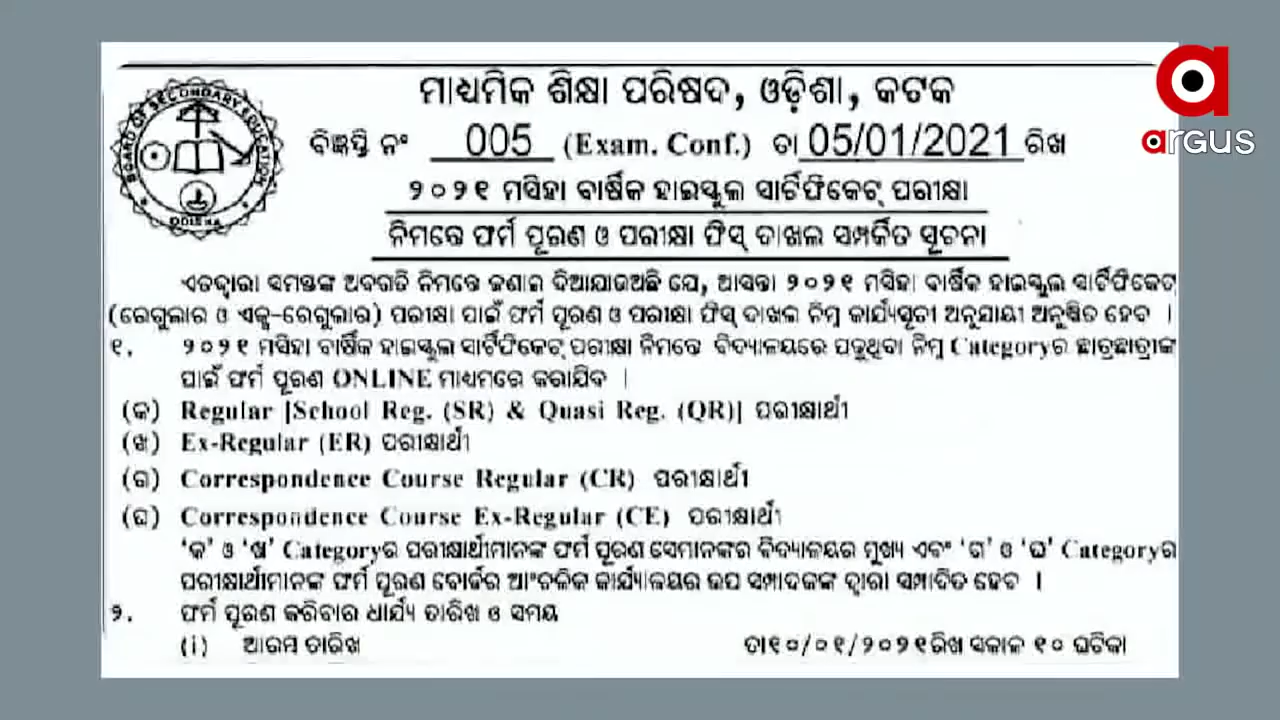 ମାଧ୍ୟମିକ ଶିକ୍ଷା ପରିଷଦ, ଓଡ଼ିଶା, କଟକ
ବିଜ୍ଞପ୍ତି ନଂ 005 (Exam. Conf.) ତା 05/01/2021 ରିଖ
argus
BOARD OF SECONDARY EDUCATION
ODISHA
୨୦୨୧ ମସିହା ବାର୍ଷିକ ହାଇସ୍କୁଲ ସାର୍ଟିଫିକେଟ୍ ପରୀକ୍ଷା
ନିମନ୍ତେ ଫର୍ମ ପୂରଣ ଓ ପରୀକ୍ଷା ଫିସ୍ ଦାଖଲ ସମ୍ପର୍କିତ ସୂଚନା
ଏତଦ୍ଦ୍ୱାରା ସମସ୍ତଙ୍କ ଅବଗତି ନିମନ୍ତେ ଜଣାଇ ଦିଆଯାଉଅଛି ଯେ, ଆସନ୍ତା ୨୦୨୧ ମସିହା ବାର୍ଷିକ ହାଇସ୍କୁଲ ସାର୍ଟିଫିକେଟ୍
(ରେଗୁଲାର ଓ ଏକ୍ସ-ରେଗୁଲାର) ପରୀକ୍ଷା ପାଇଁ ଫର୍ମ ପୂରଣ ଓ ପରୀକ୍ଷା ଫିସ୍ ଦାଖଲ ନିମ୍ନ କାର୍ଯ୍ୟସୂଚୀ ଅନୁଯାୟୀ ଅନୁଷ୍ଠିତ ହେବ ।
୧. ୨୦୨୧ ମସିହା ବାର୍ଷିକ ହାଇସ୍କୁଲ ସାର୍ଟିଫିକେଟ୍ ପରୀକ୍ଷା ନିମନ୍ତେ ବିଦ୍ୟାଳୟରେ ପଢୁଥିବା ନିମ୍ନ Categoryର ଛାତ୍ରଛାତ୍ରୀଙ୍କ
ପାଇଁ ଫର୍ମ ପୂରଣ ONLINE ମାଧ୍ୟମରେ କରାଯିବ ।
(କ) Regular [School Reg. (SR) & Quasi Reg. (QR)] ପରୀକ୍ଷାର୍ଥୀ
(ଖ) Ex-Regular (ER) ପରୀକ୍ଷାର୍ଥୀ
(ଗ) Correspondence Course Regular (CR) ପରୀକ୍ଷାର୍ଥୀ
(ଘ) Correspondence Course Ex-Regular (CE) ପରୀକ୍ଷାର୍ଥୀ
'କ' ଓ 'ଖ' Categoryର ପରୀକ୍ଷାର୍ଥୀମାନଙ୍କ ଫର୍ମ ପୂରଣ ସେମାନଙ୍କର ବିଦ୍ୟାଳୟର ମୁଖ୍ୟ ଏବଂ 'ଗ' ଓ 'ଘ' Categoryର
ପରୀକ୍ଷାର୍ଥୀମାନଙ୍କ ଫର୍ମ ପୂରଣ ବୋର୍ଡର ଆଂଚଳିକ କାର୍ଯ୍ୟାଳୟର ଉପ ସମ୍ପାଦକଙ୍କ ଦ୍ୱାରା ସମ୍ପାଦିତ ହେବ ।
୨. ଫର୍ମ ପୂରଣ କରିବାର ଧାର୍ଯ୍ୟ ତାରିଖ ଓ ସମୟ
(i) ଆରମ୍ଭ ତାରିଖ ତା୧୦/୦୧/୨୦୨୧ରିଖ ସକାଳ ୧୦ ଘଟିକା